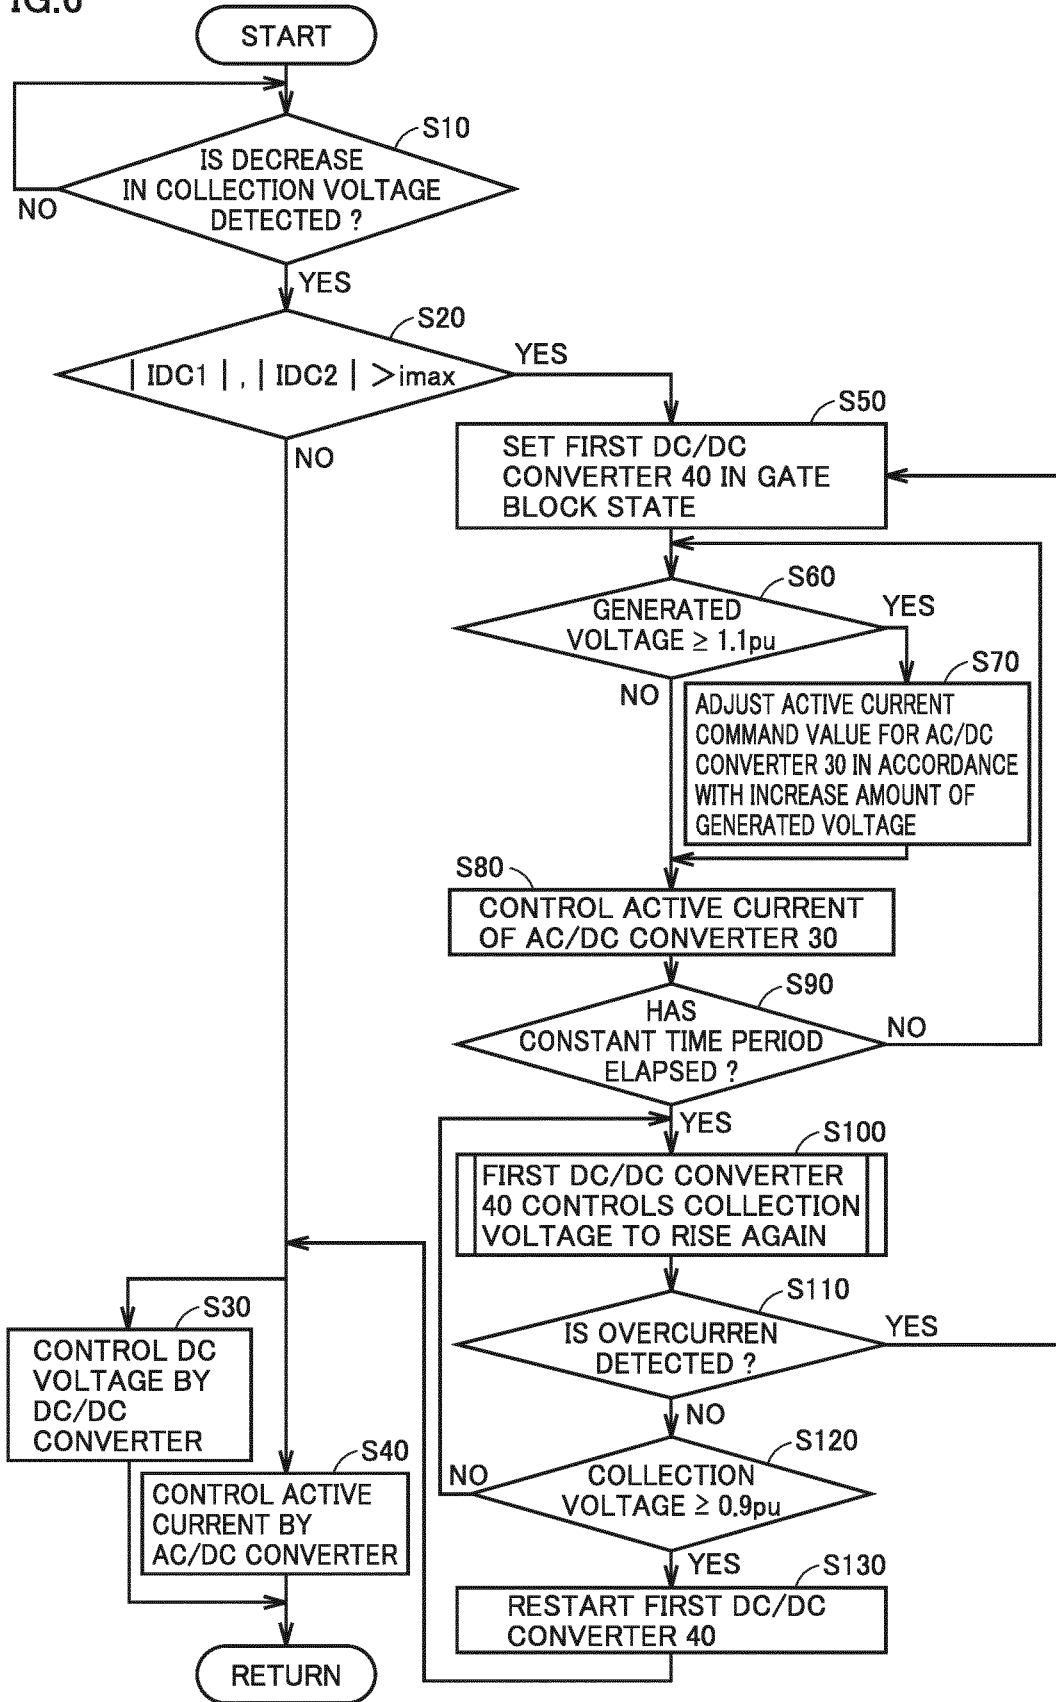 IG.6
START
S10
IS DECREASE
IN COLLECTION VOLTAGE
DETECTED ?
NO
YES
S20
| IDC1 | , | IDC2 | >imax
YES
NO
S50
SET FIRST DC/DC
CONVERTER 40 IN GATE
BLOCK STATE
S60
GENERATED
VOLTAGE ≥ 1.1pu
YES
NO
S70
ADJUST ACTIVE CURRENT
COMMAND VALUE FOR AC/DC
CONVERTER 30 IN ACCORDANCE
WITH INCREASE AMOUNT OF
GENERATED VOLTAGE
S80
CONTROL ACTIVE CURRENT
OF AC/DC CONVERTER 30
S90
HAS
CONSTANT TIME PERIOD
ELAPSED ?
NO
YES
S100
FIRST DC/DC CONVERTER
40 CONTROLS COLLECTION
VOLTAGE TO RISE AGAIN
S110
IS OVERCURREN
DETECTED ?
YES
NO
S120
COLLECTION
VOLTAGE ≥ 0.9pu
NO
YES
S130
RESTART FIRST DC/DC
CONVERTER 40
S30
CONTROL DC
VOLTAGE BY
DC/DC
CONVERTER
S40
CONTROL ACTIVE
CURRENT BY
AC/DC CONVERTER
RETURN